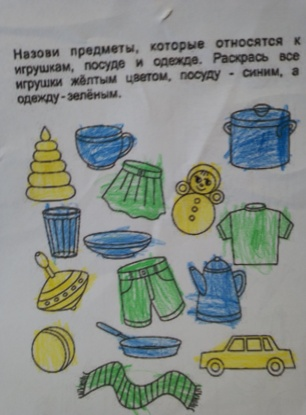 Назови предметы, которые относятся к
игрушкам, посуде и одежде. Раскрась все
игрушки жёлтым цветом, посуду - синим, а
одежду-зелёным.